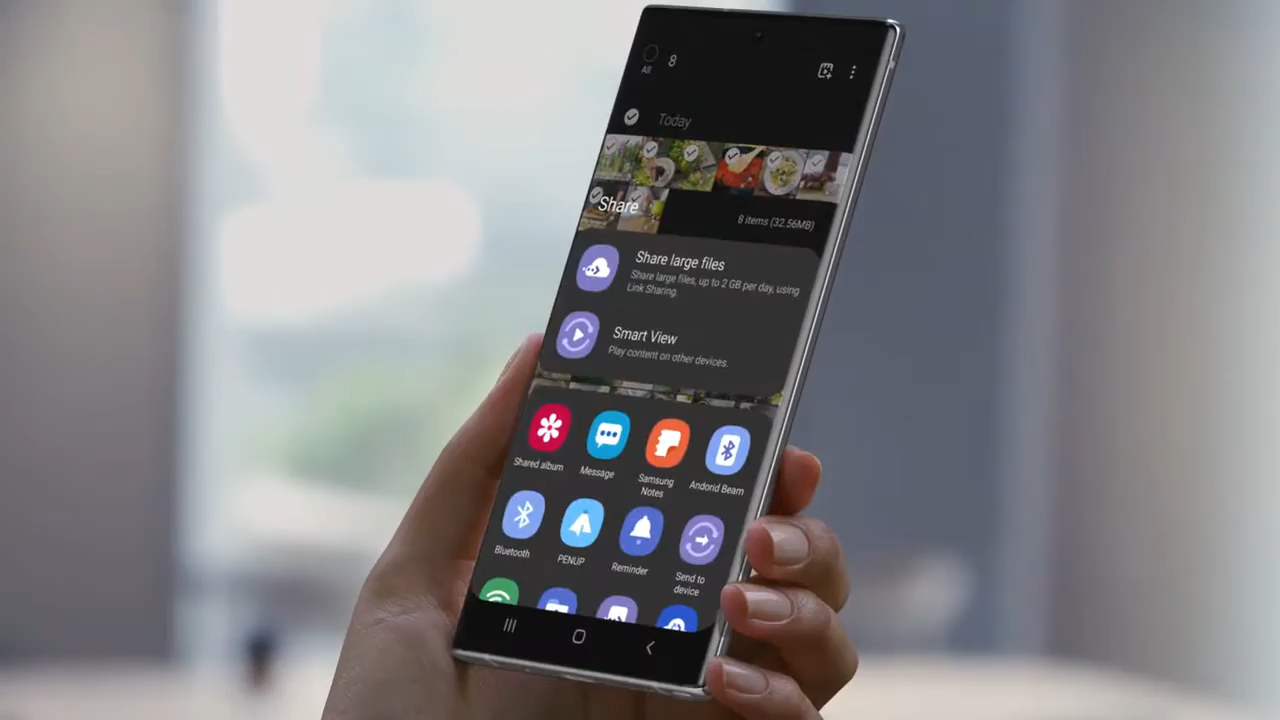 All
8
Today
Share
8 items (32.56MB)
Share large files
Share large files, up to 2 GB per day, using
Link Sharing.
Smart View
Play content on other devices.
Shared album
Message
Samsung
Notes
Andorid Beam
Bluetooth
PENUP
Reminder
Send to
device